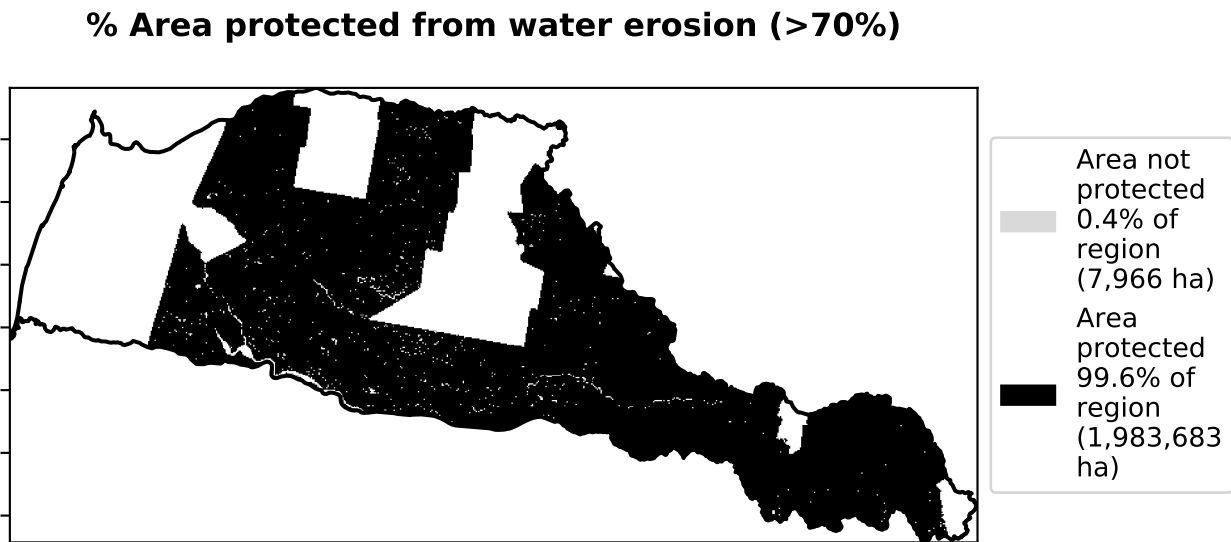 % Area protected from water erosion (>70%)
Area not
protected
0.4% of
region
(7,966 ha)
Area
protected
99.6% of
region
(1,983,683
ha)